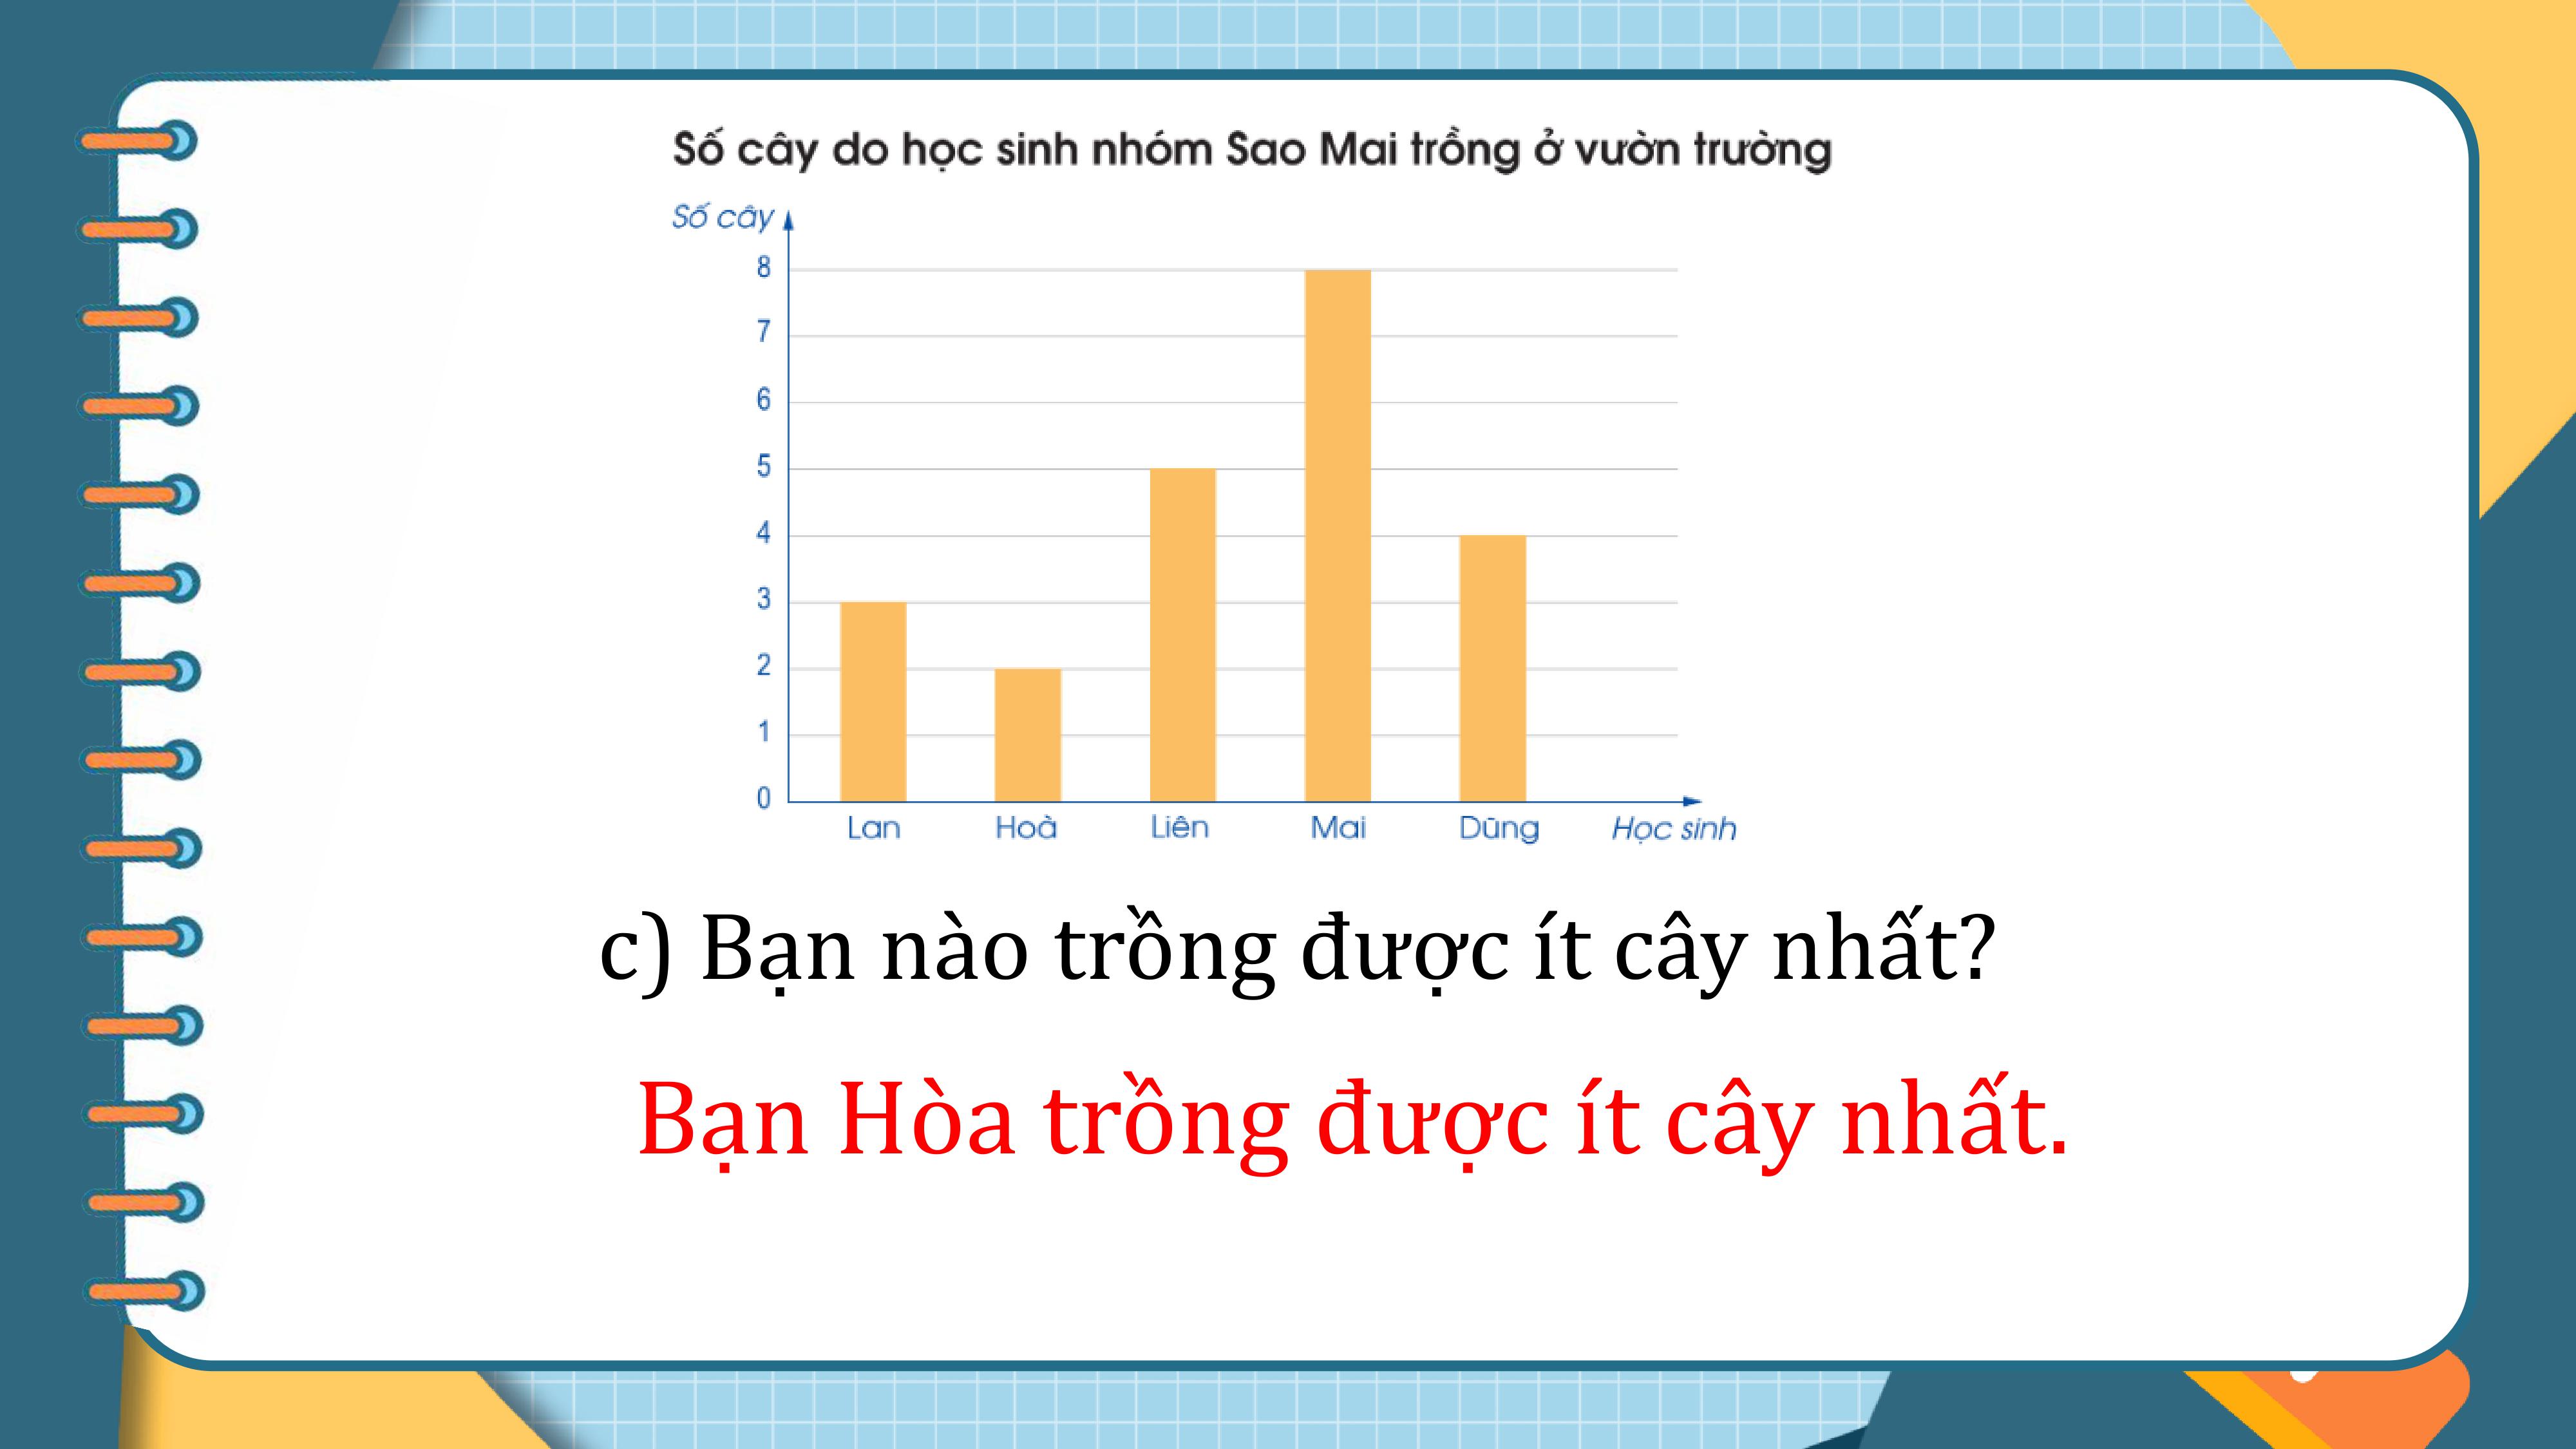 Số cây do học sinh nhóm Sao Mai trồng ở vườn trường
Số cây
8
7
6
5
4
3
2
1
0
Lan Hoà Liên Mai Dũng Học sinh
c) Bạn nào trồng được ít cây nhất?
Bạn Hòa trồng được ít cây nhất.